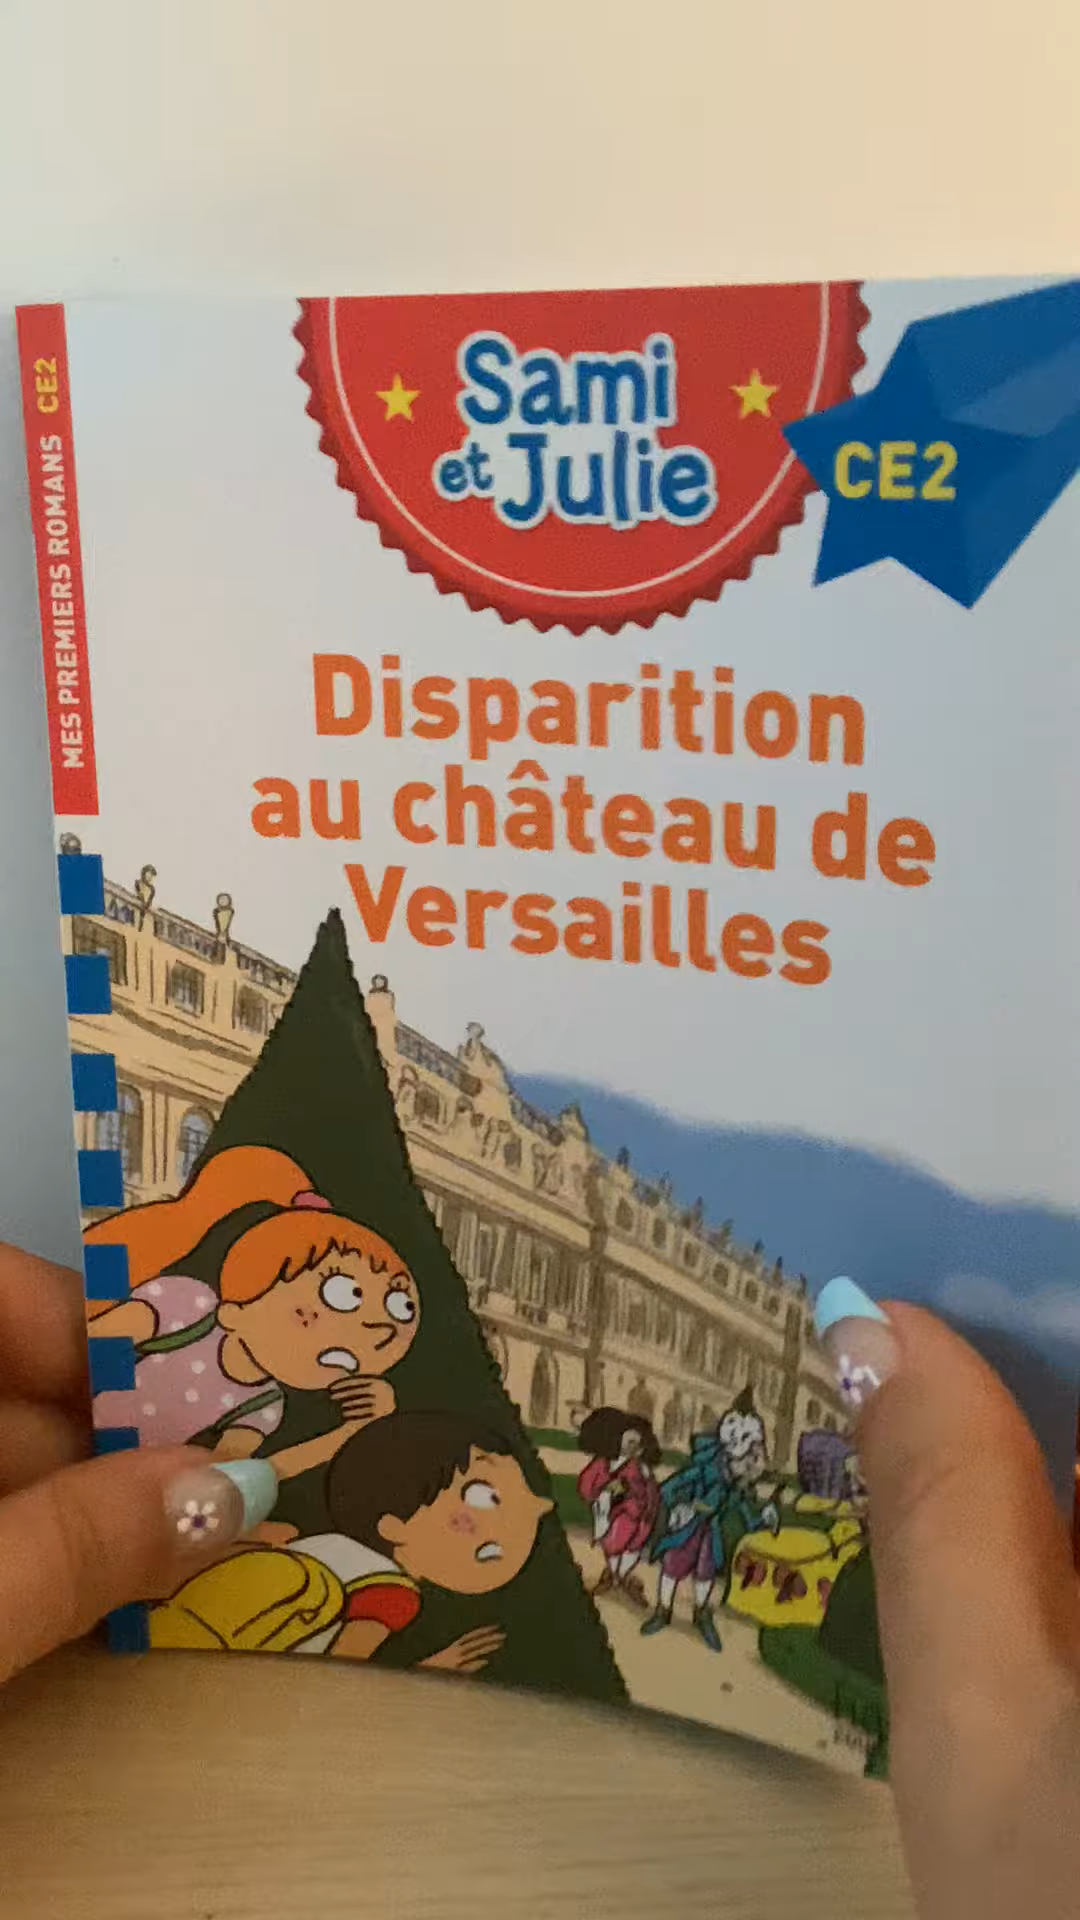 Sami
et Julie
CE2
MES PREMIERS ROMANS CE2
Disparition
au château de
Versailles